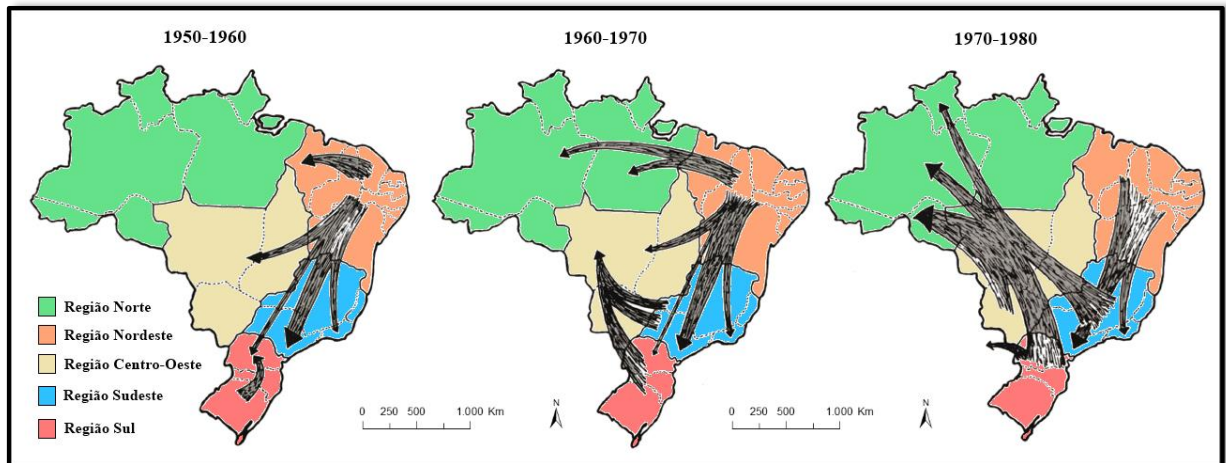 1950-1960
1960-1970
1970-1980
Região Norte
Região Nordeste
Região Centro-Oeste
Região Sudeste
Região Sul
0 250 500 1.000 Km
N
0 250 500 1.000 Km
N